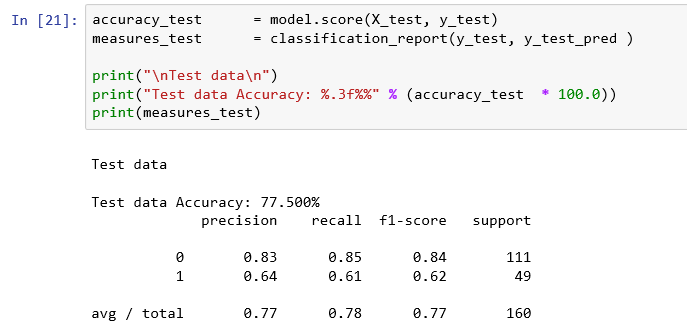 In [21]: accuracy_test      = model.score(X_test, y_test)
measures_test      = classification_report(y_test, y_test_pred )
print("\nTest data\n")
print("Test data Accuracy: %.3f%%" % (accuracy_test  * 100.0))
print(measures_test)
Test data
Test data Accuracy: 77.500%
precision    recall  f1-score   support
0       0.83      0.85      0.84       111
1       0.64      0.61      0.62        49
avg / total       0.77      0.78      0.77       160